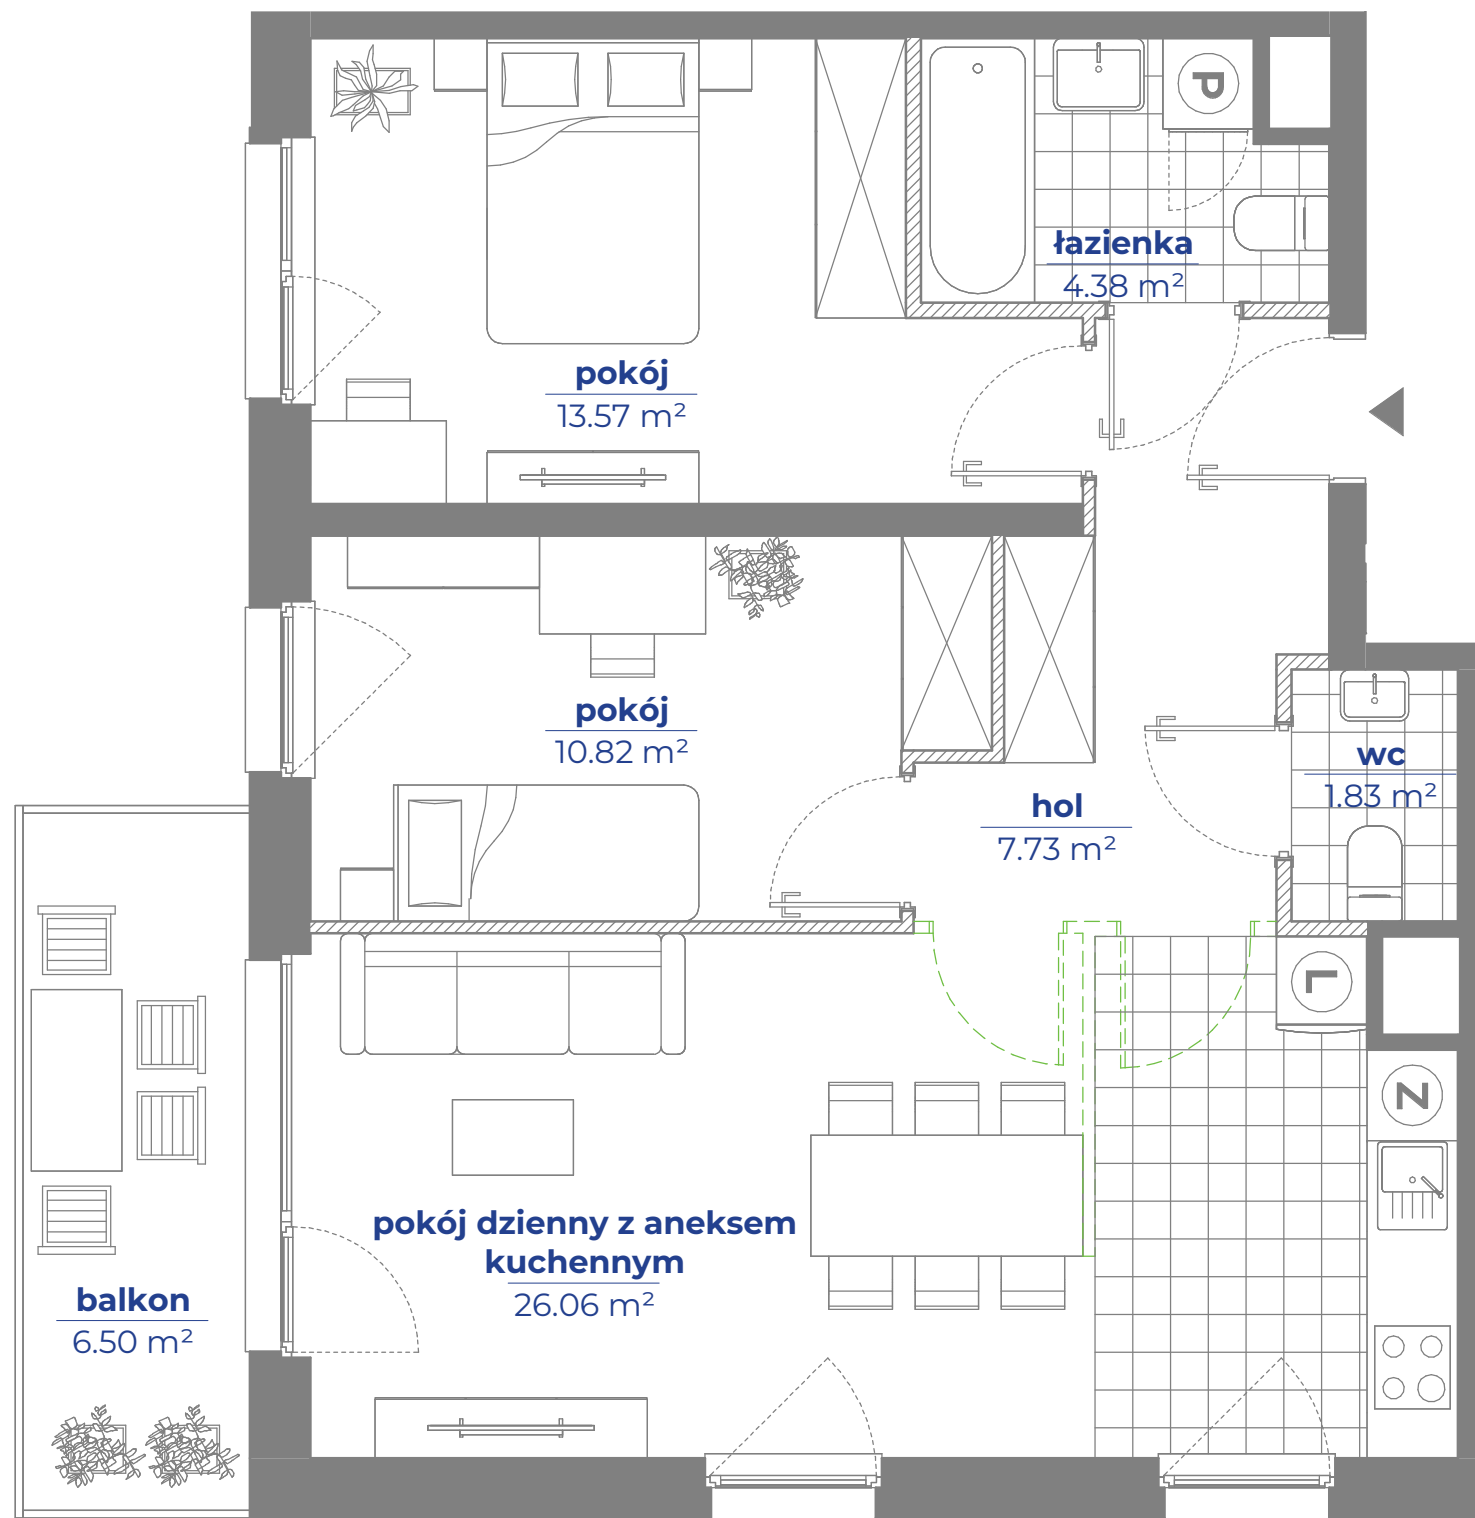 P
łazienka
4.38 m²
pokój
13.57 m²
pokój
10.82 m²
wc
1.83 m²
hol
7.73 m²
L
Z
pokój dzienny z aneksem
kuchennym
26.06 m²
balkon
6.50 m²